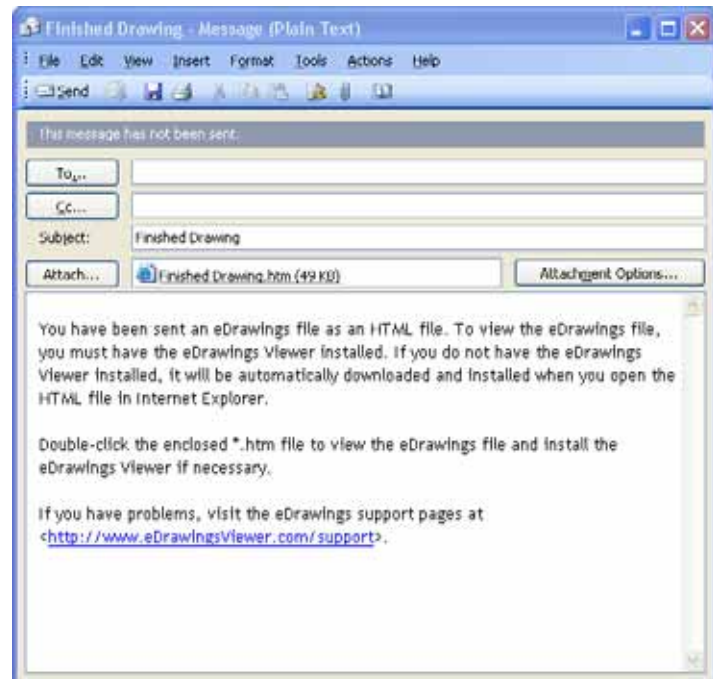 Finished Drawing - Message (Plain Text)
File Edit View Insert Format Tools Actions Help
Send
This message has not been sent.
To...
Cc...
Subject: Finished Drawing
Attach... Finished Drawing.htm (49 KB) Attachment Options...
You have been sent an eDrawings file as an HTML file. To view the eDrawings file,
you must have the eDrawings Viewer installed. If you do not have the eDrawings
Viewer installed, it will be automatically downloaded and installed when you open the
HTML file in Internet Explorer.
Double-click the enclosed *.htm file to view the eDrawings file and install the
eDrawings Viewer if necessary.
If you have problems, visit the eDrawings support pages at
<http://www.eDrawingsViewer.com/support>.